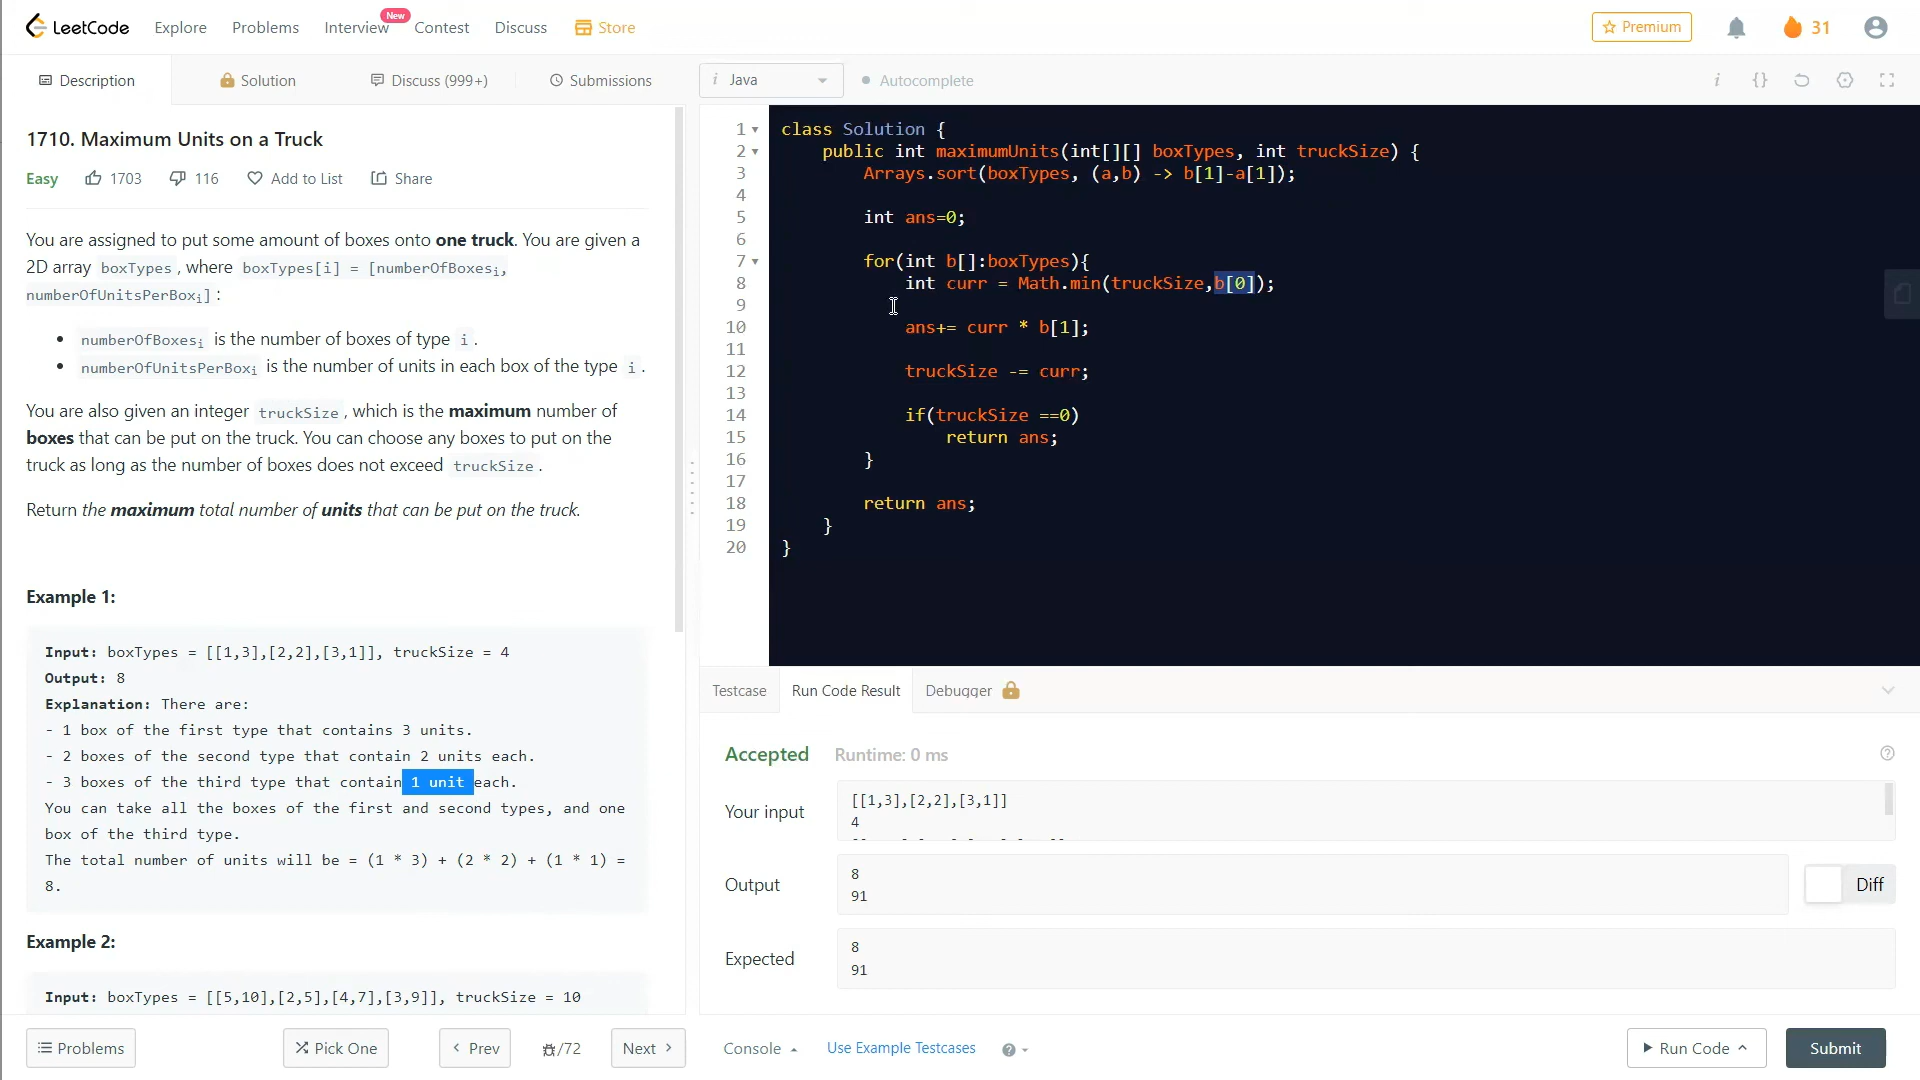 LeetCode Explore Problems Interview New Contest Discuss Store Premium 31
Description Solution Discuss (999+) Submissions
i Java Autocomplete
1710. Maximum Units on a Truck
Easy 1703 116 Add to List Share
You are assigned to put some amount of boxes onto one truck. You are given a
2D array boxTypes, where boxTypes[i] = [numberOfBoxesi,
numberOfUnitsPerBoxi]:
• numberOfBoxesi is the number of boxes of type i.
• numberOfUnitsPerBoxi is the number of units in each box of the type i.
You are also given an integer truckSize, which is the maximum number of
boxes that can be put on the truck. You can choose any boxes to put on the
truck as long as the number of boxes does not exceed truckSize.
Return the maximum total number of units that can be put on the truck.
Example 1:
Input: boxTypes = [[1,3],[2,2],[3,1]], truckSize = 4
Output: 8
Explanation: There are:
- 1 box of the first type that contains 3 units.
- 2 boxes of the second type that contain 2 units each.
- 3 boxes of the third type that contain 1 unit each.
You can take all the boxes of the first and second types, and one
box of the third type.
The total number of units will be = (1 * 3) + (2 * 2) + (1 * 1) =
8.
Example 2:
Input: boxTypes = [[5,10],[2,5],[4,7],[3,9]], truckSize = 10
Problems Pick One < Prev /72 Next >
1 class Solution {
2 public int maximumUnits(int[][] boxTypes, int truckSize) {
3 Arrays.sort(boxTypes, (a,b) -> b[1]-a[1]);
4
5 int ans=0;
6
7 for(int b[]:boxTypes){
8 int curr = Math.min(truckSize,b[0]);
9
10 ans+= curr * b[1];
11
12 truckSize -= curr;
13
14 if(truckSize ==0)
15 return ans;
16 }
17
18 return ans;
19 }
20 }
Testcase Run Code Result Debugger
Accepted Runtime: 0 ms
Your input
[[1,3],[2,2],[3,1]]
4
Output
8
91
Diff
Expected
8
91
Console Use Example Testcases Run Code Submit